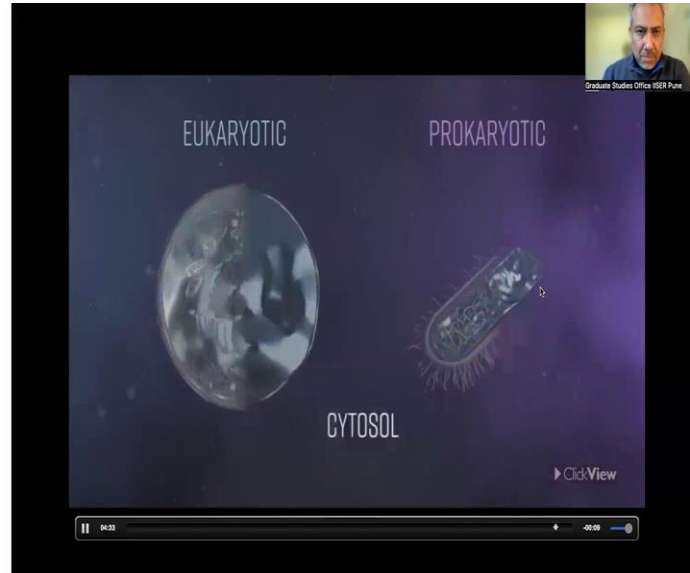 Graduate Studies Office IISER Pune
EUKARYOTIC
PROKARYOTIC
CYTOSOL
ClickView
04:33
-00:09